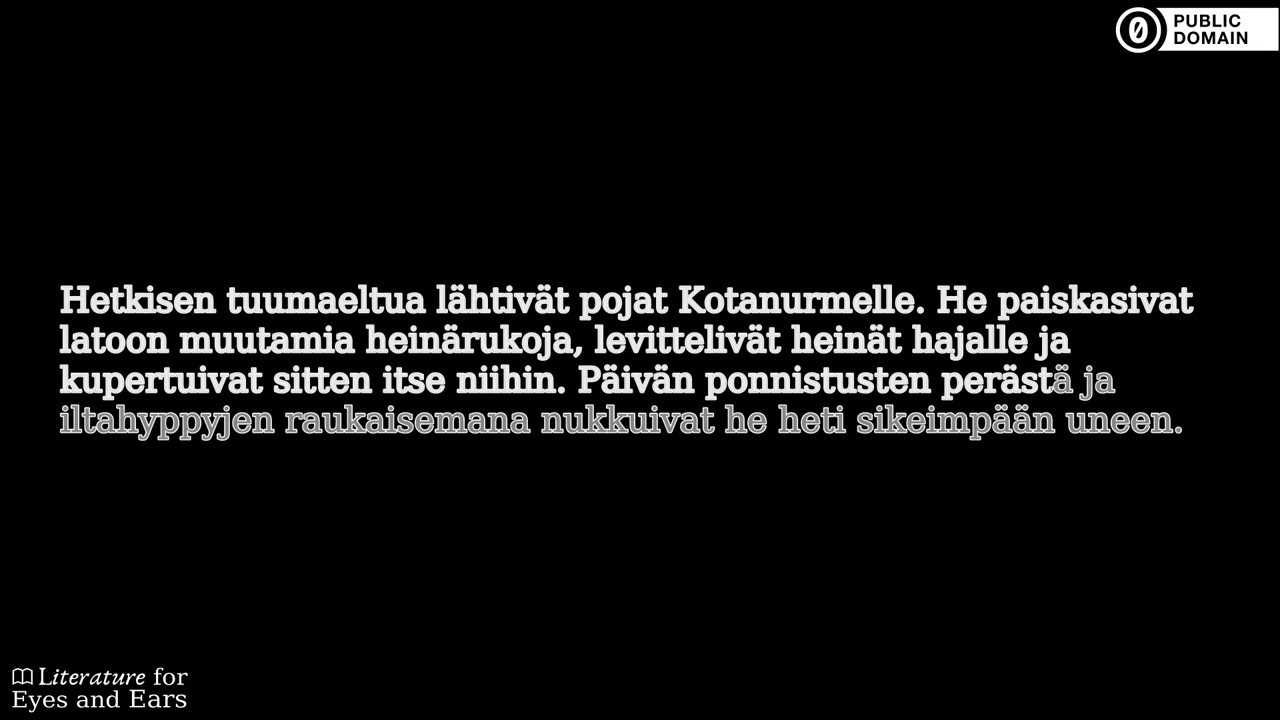 PUBLIC
DOMAIN
Hetkisen tuumaeltua lähtivät pojat Kotanurmelle. He paiskasivat
latoon muutamia heinärukoja, levittelivät heinät hajalle ja
kupertuivat sitten itse niihin. Päivän ponnistusten perästä ja
iltahyppyjen raukaisemana nukkuivat he heti sikeimpään uneen.
Literature for
Eyes and Ears